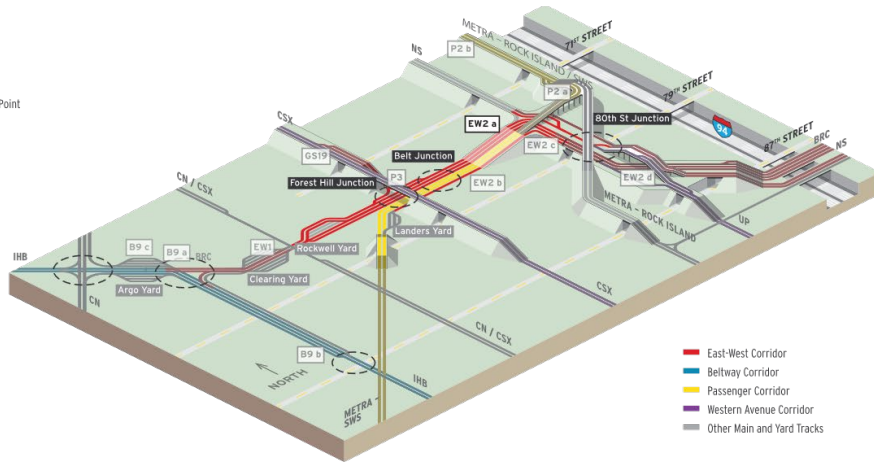 METRA – ROCK ISLAND / SWS
71ST STREET
P2 b
NS
Point
P2 a
79TH STREET
EW2 a
80th St Junction
94
87TH STREET
CSX
EW2 c
BRC
NS
GS19
Belt Junction
EW2 d
Forest Hill Junction
P3
EW2 b
CN / CSX
METRA – ROCK ISLAND
UP
Landers Yard
Rockwell Yard
B9 c
B9 a
BRC
EW1
IHB
Clearing Yard
CSX
Argo Yard
CN
CN / CSX
B9 b
NORTH
IHB
METRA – SWS
East-West Corridor
Beltway Corridor
Passenger Corridor
Western Avenue Corridor
Other Main and Yard Tracks